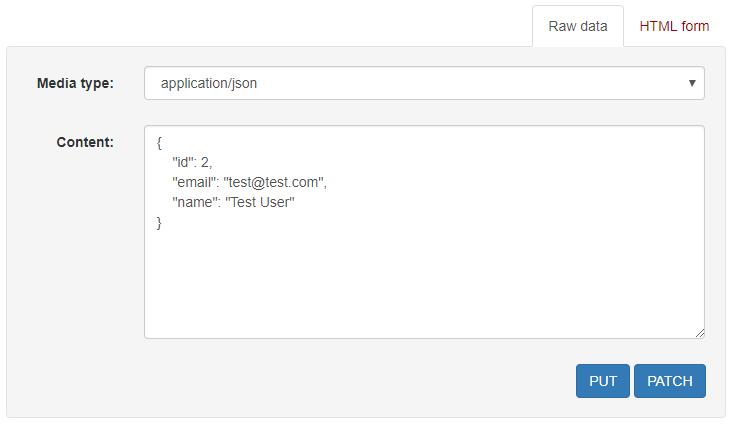 Raw data HTML form
Media type: application/json
Content: {
"id": 2,
"email": "test@test.com",
"name": "Test User"
}
PUT PATCH